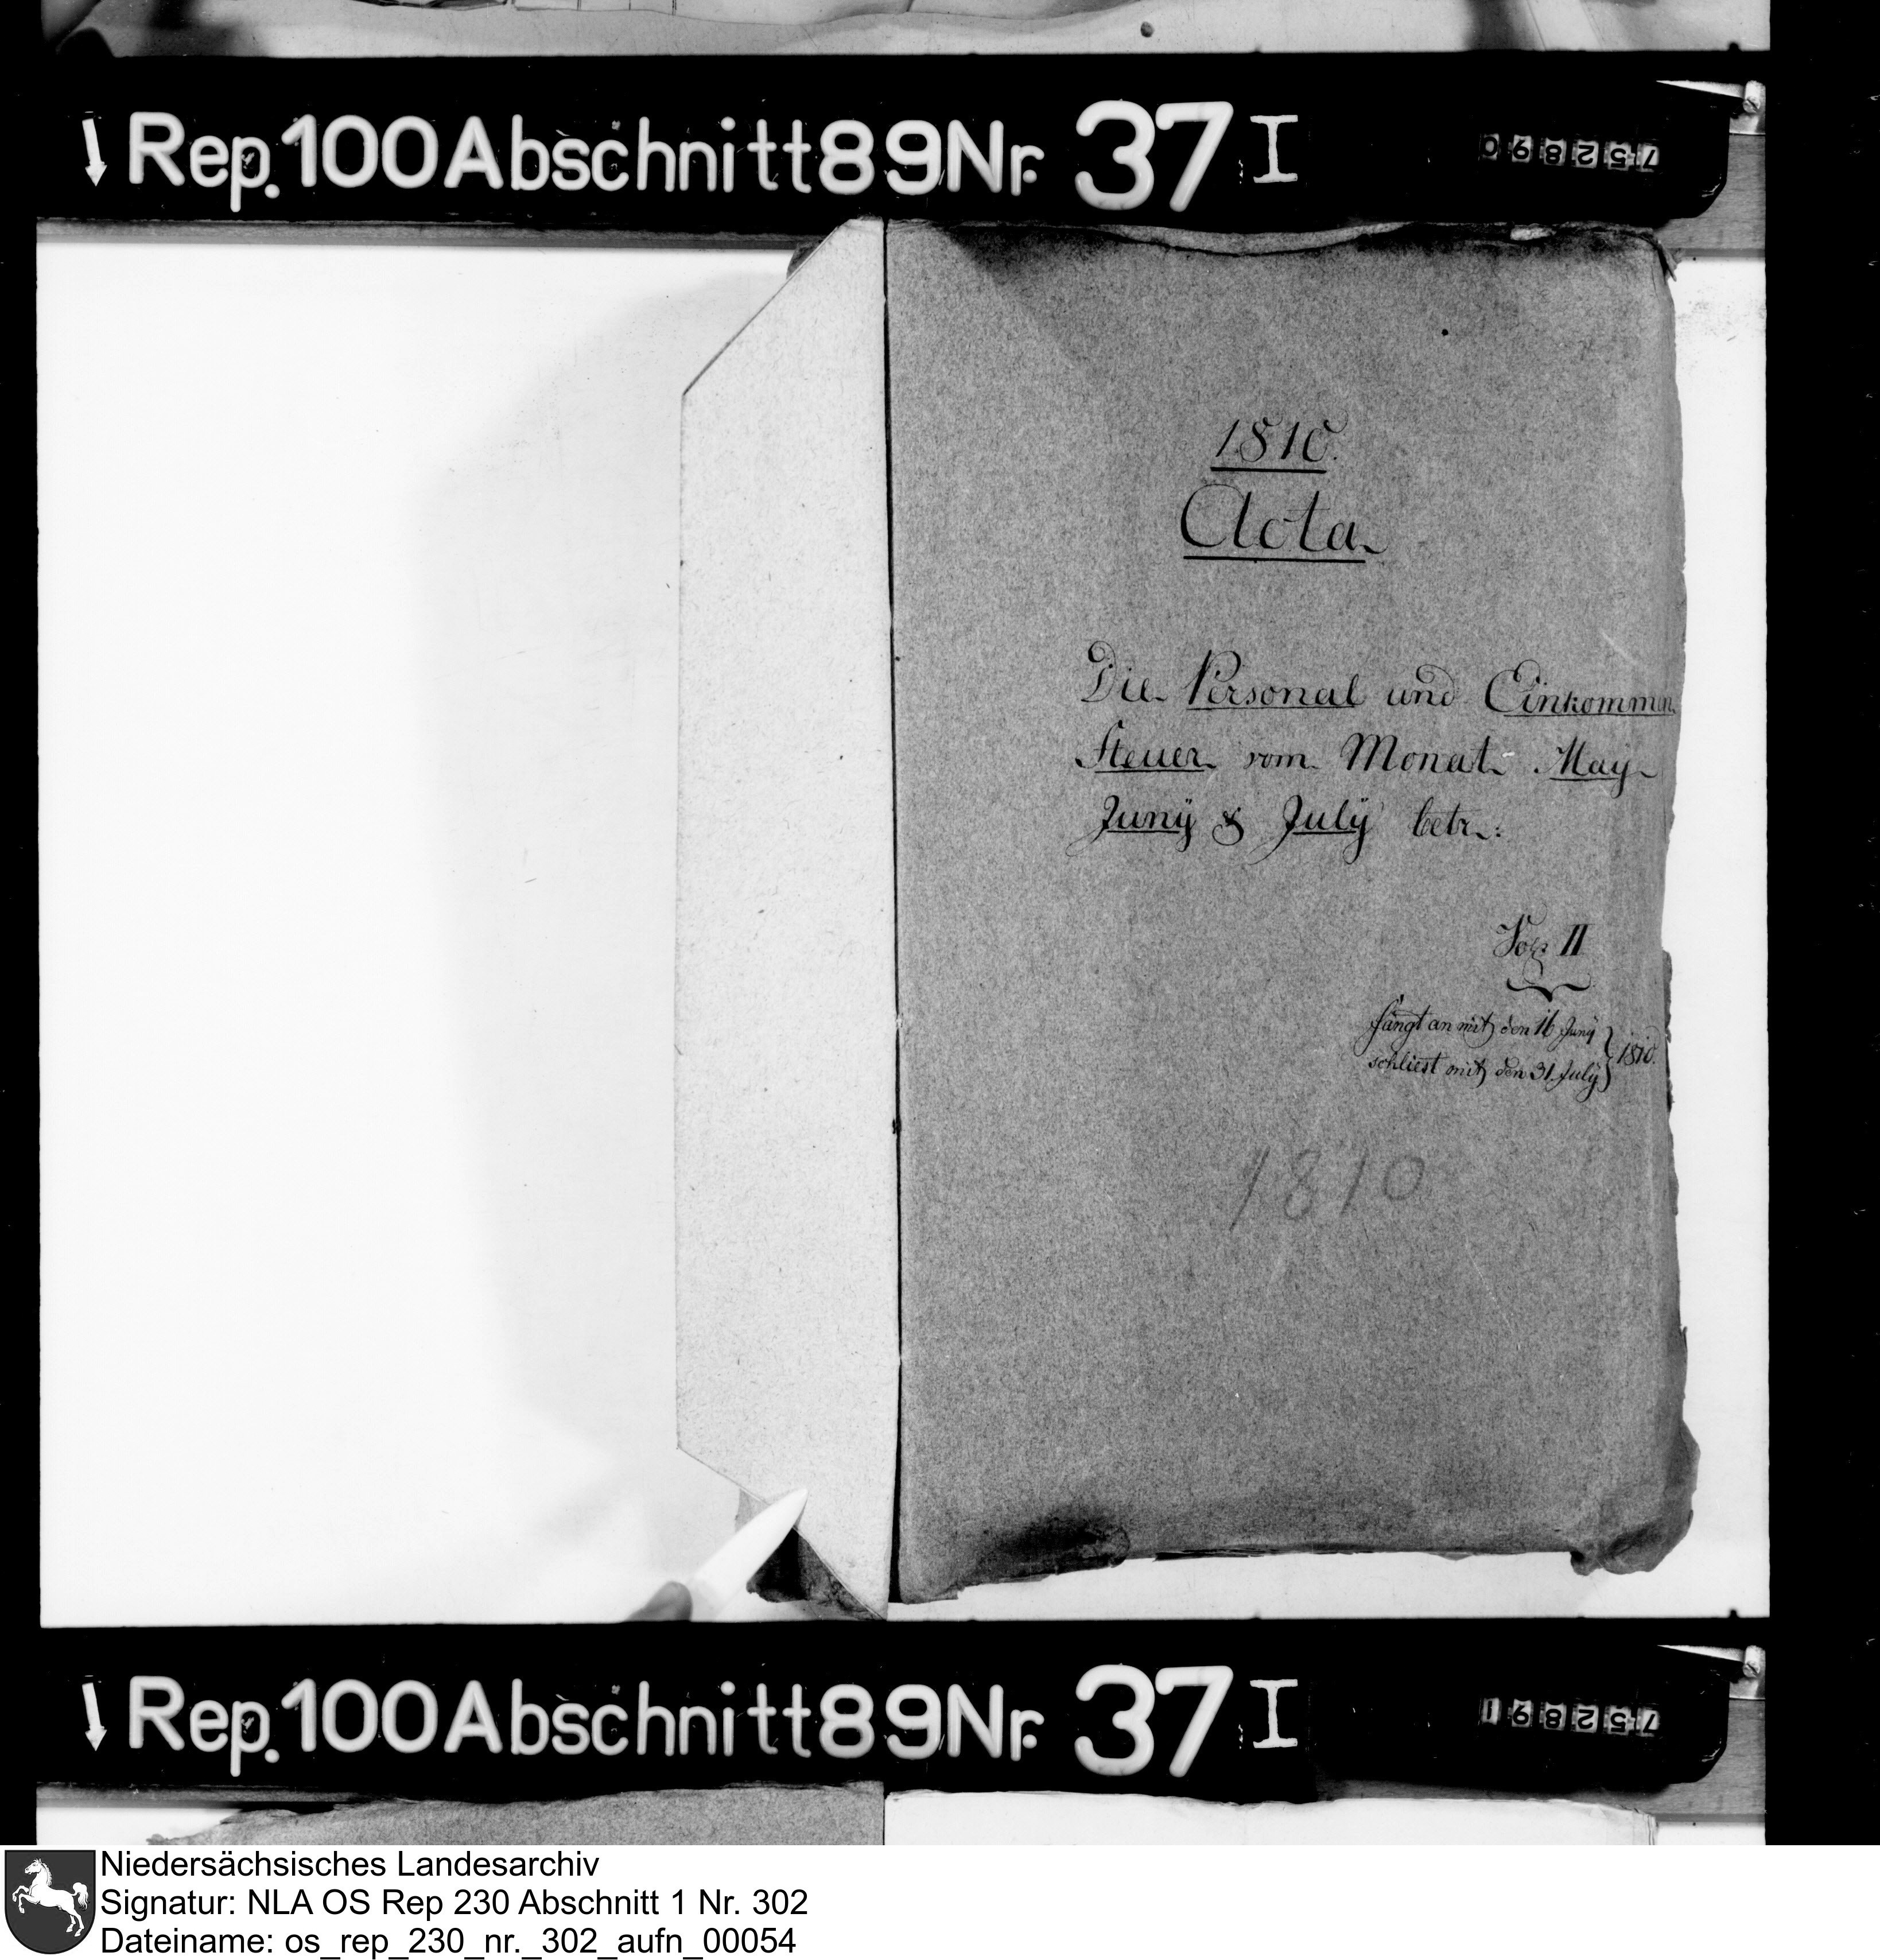 Rep. 100 Abschnitt 89 Nr. 37 I
752890
1810.
Acta
Die Personal und Einkommen
Steuer vom Monat May
Juny & July betr.:
Vol. II
fängt an mit den 16 Juny
schliest mit den 31 July } 1810.
1810
Rep. 100 Abschnitt 89 Nr. 37 I
752891
Niedersächsisches Landesarchiv
Signatur: NLA OS Rep 230 Abschnitt 1 Nr. 302
Dateiname: os_rep_230_nr._302_aufn_00054